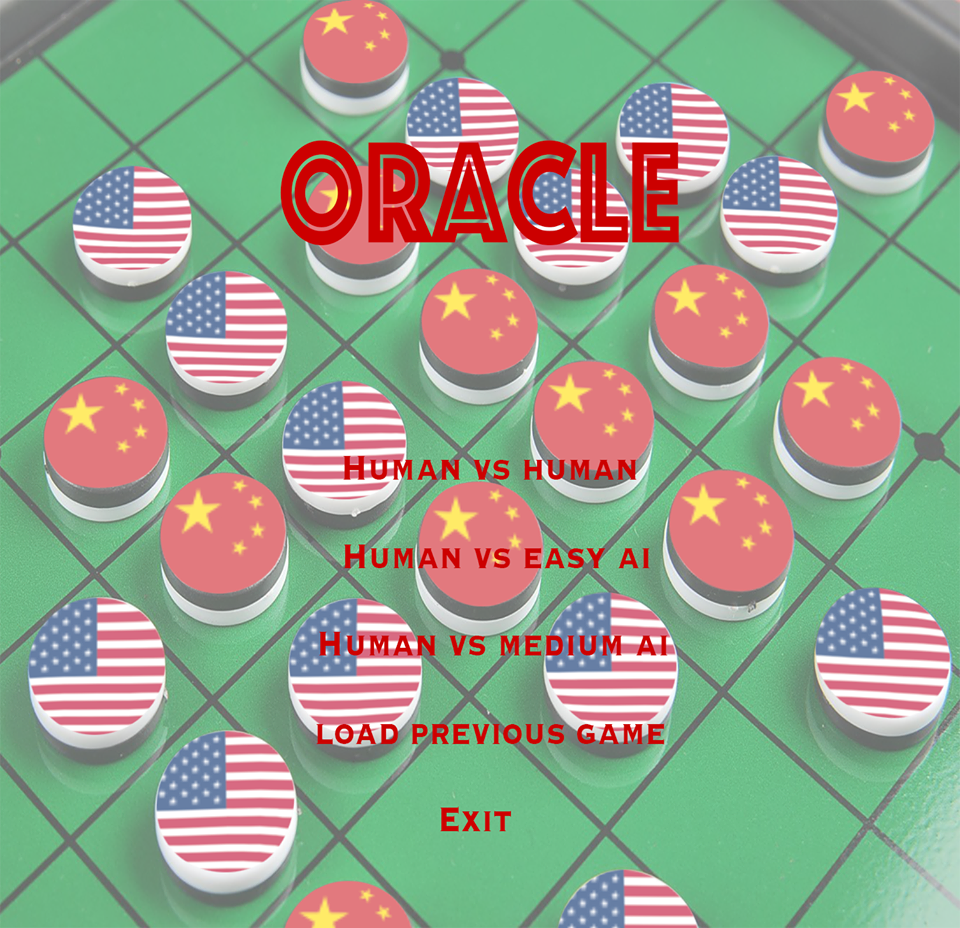 ORACLE
Human vs human
Human vs easy ai
Human vs medium ai
load previous game
Exit